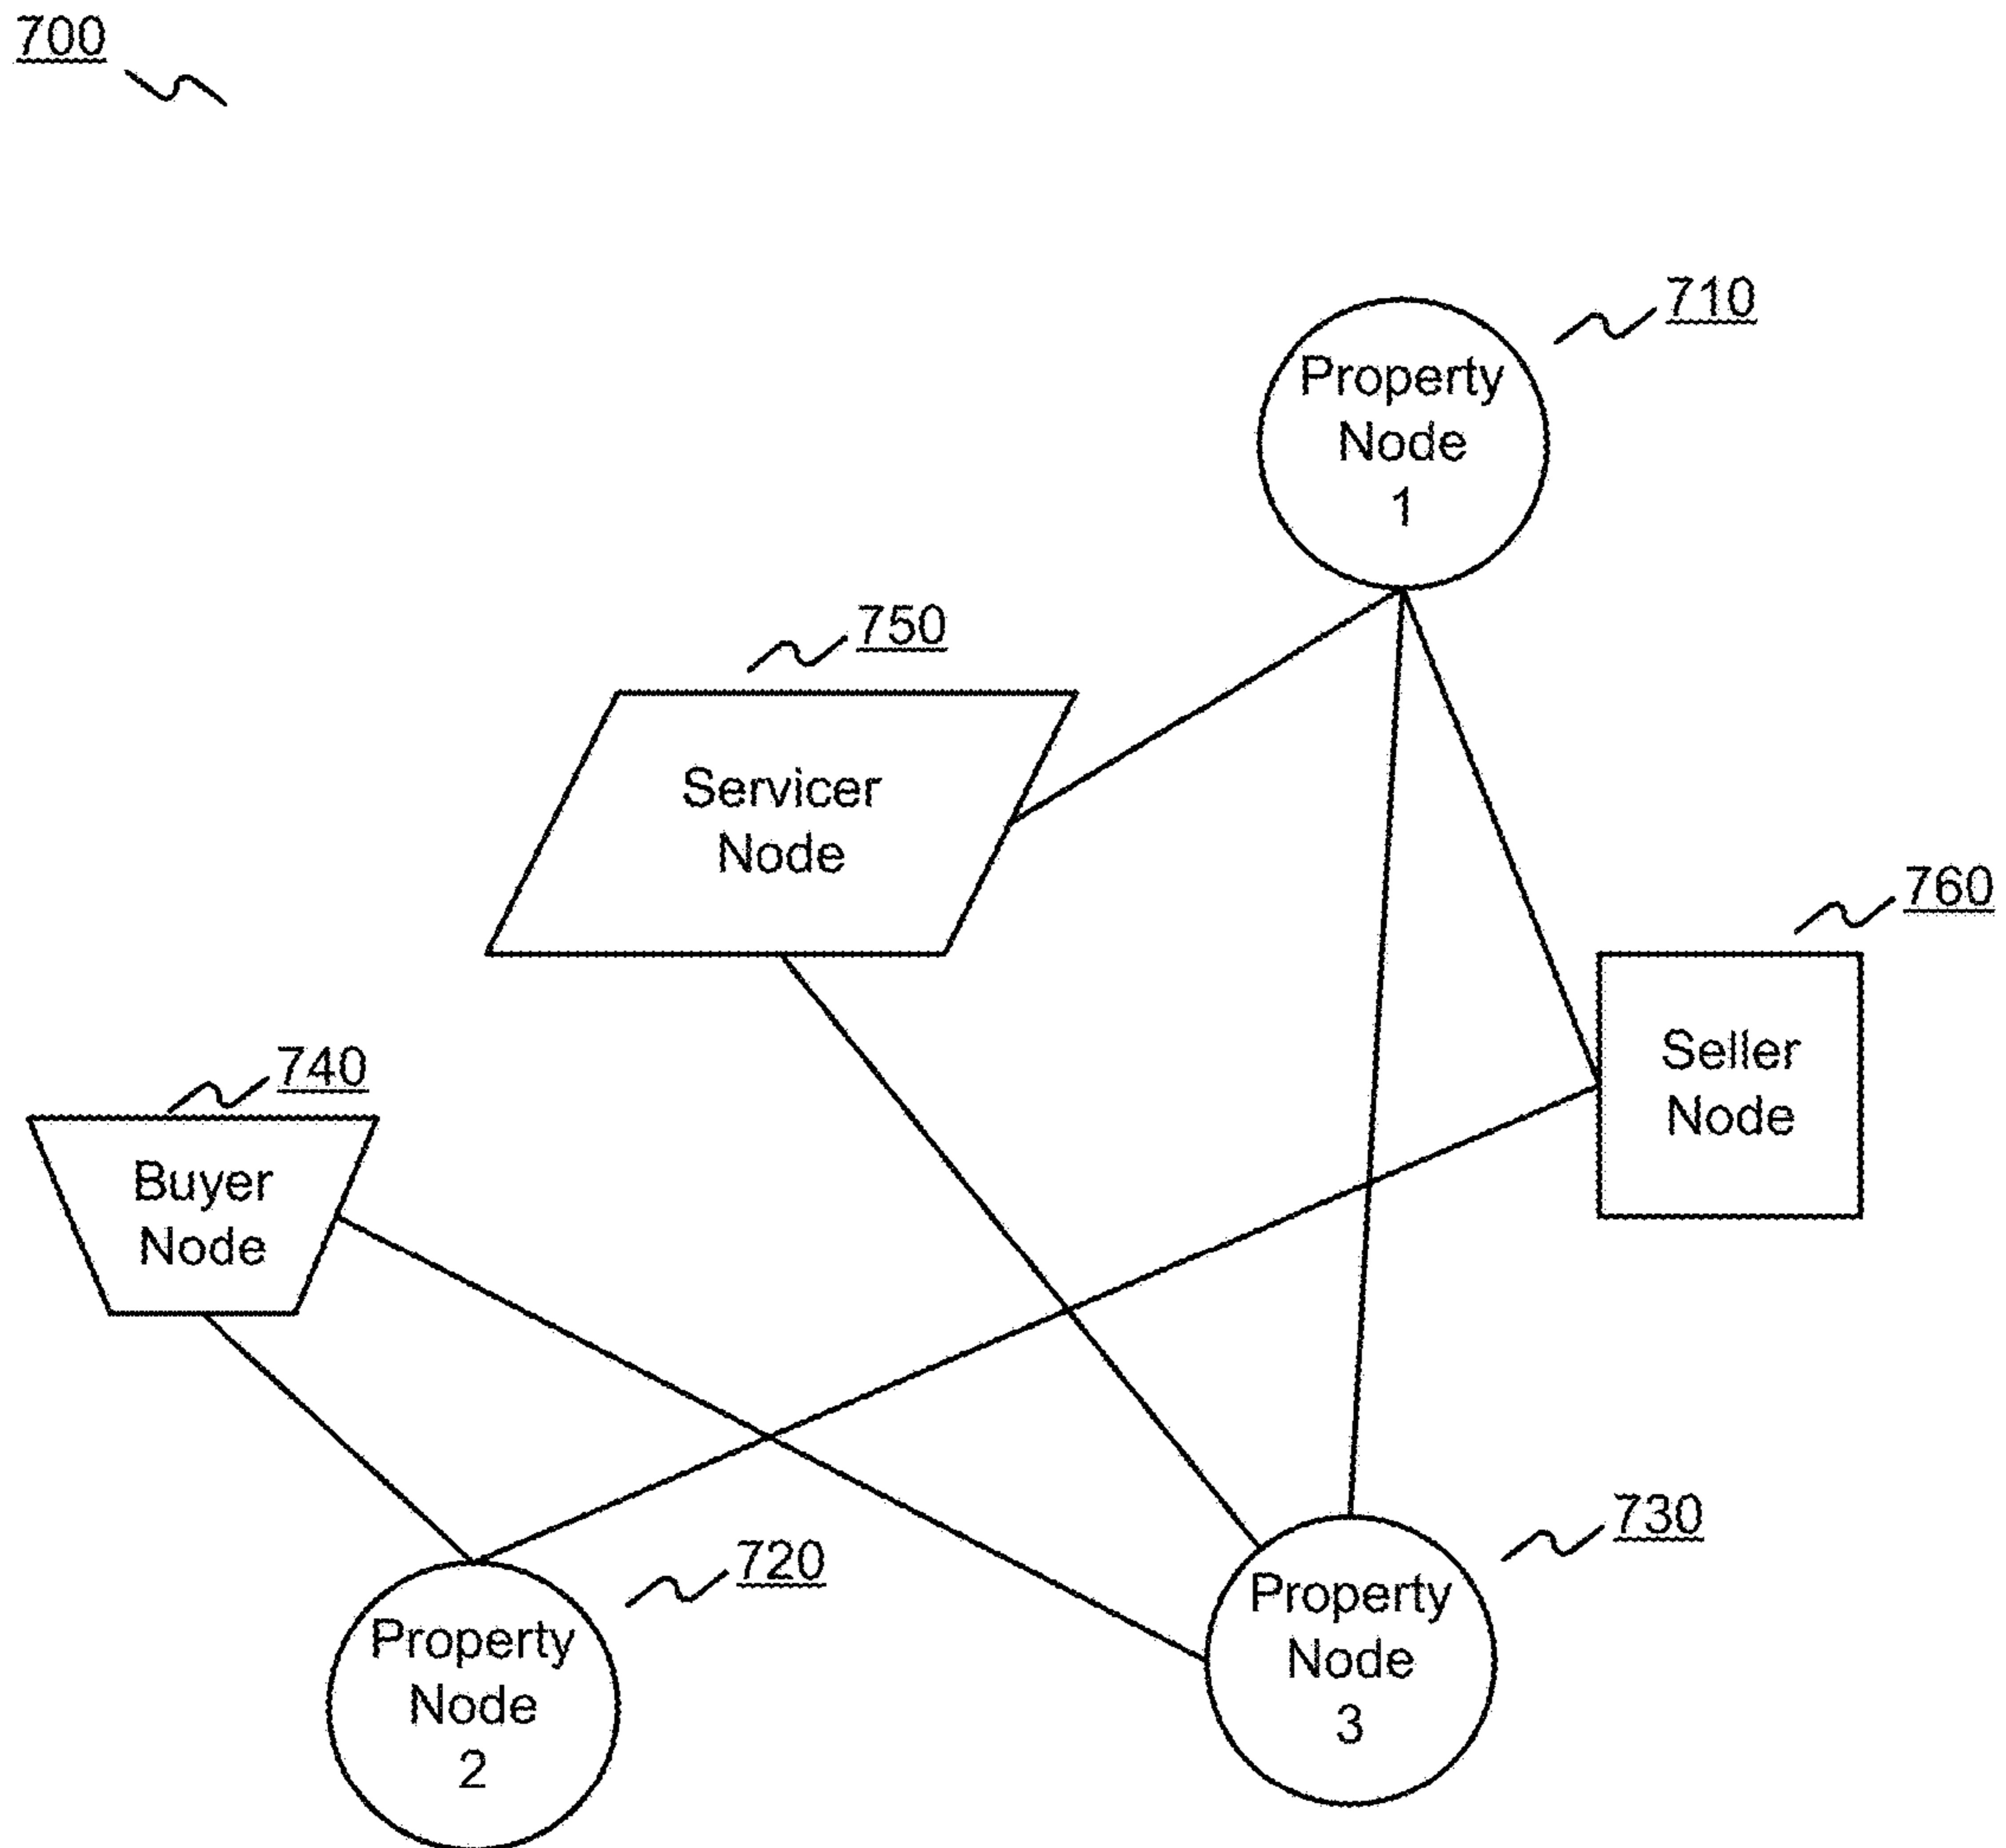 700
710
Property
Node
1
750
Servicer
Node
760
Seller
Node
740
Buyer
Node
730
Property
Node
3
720
Property
Node
2